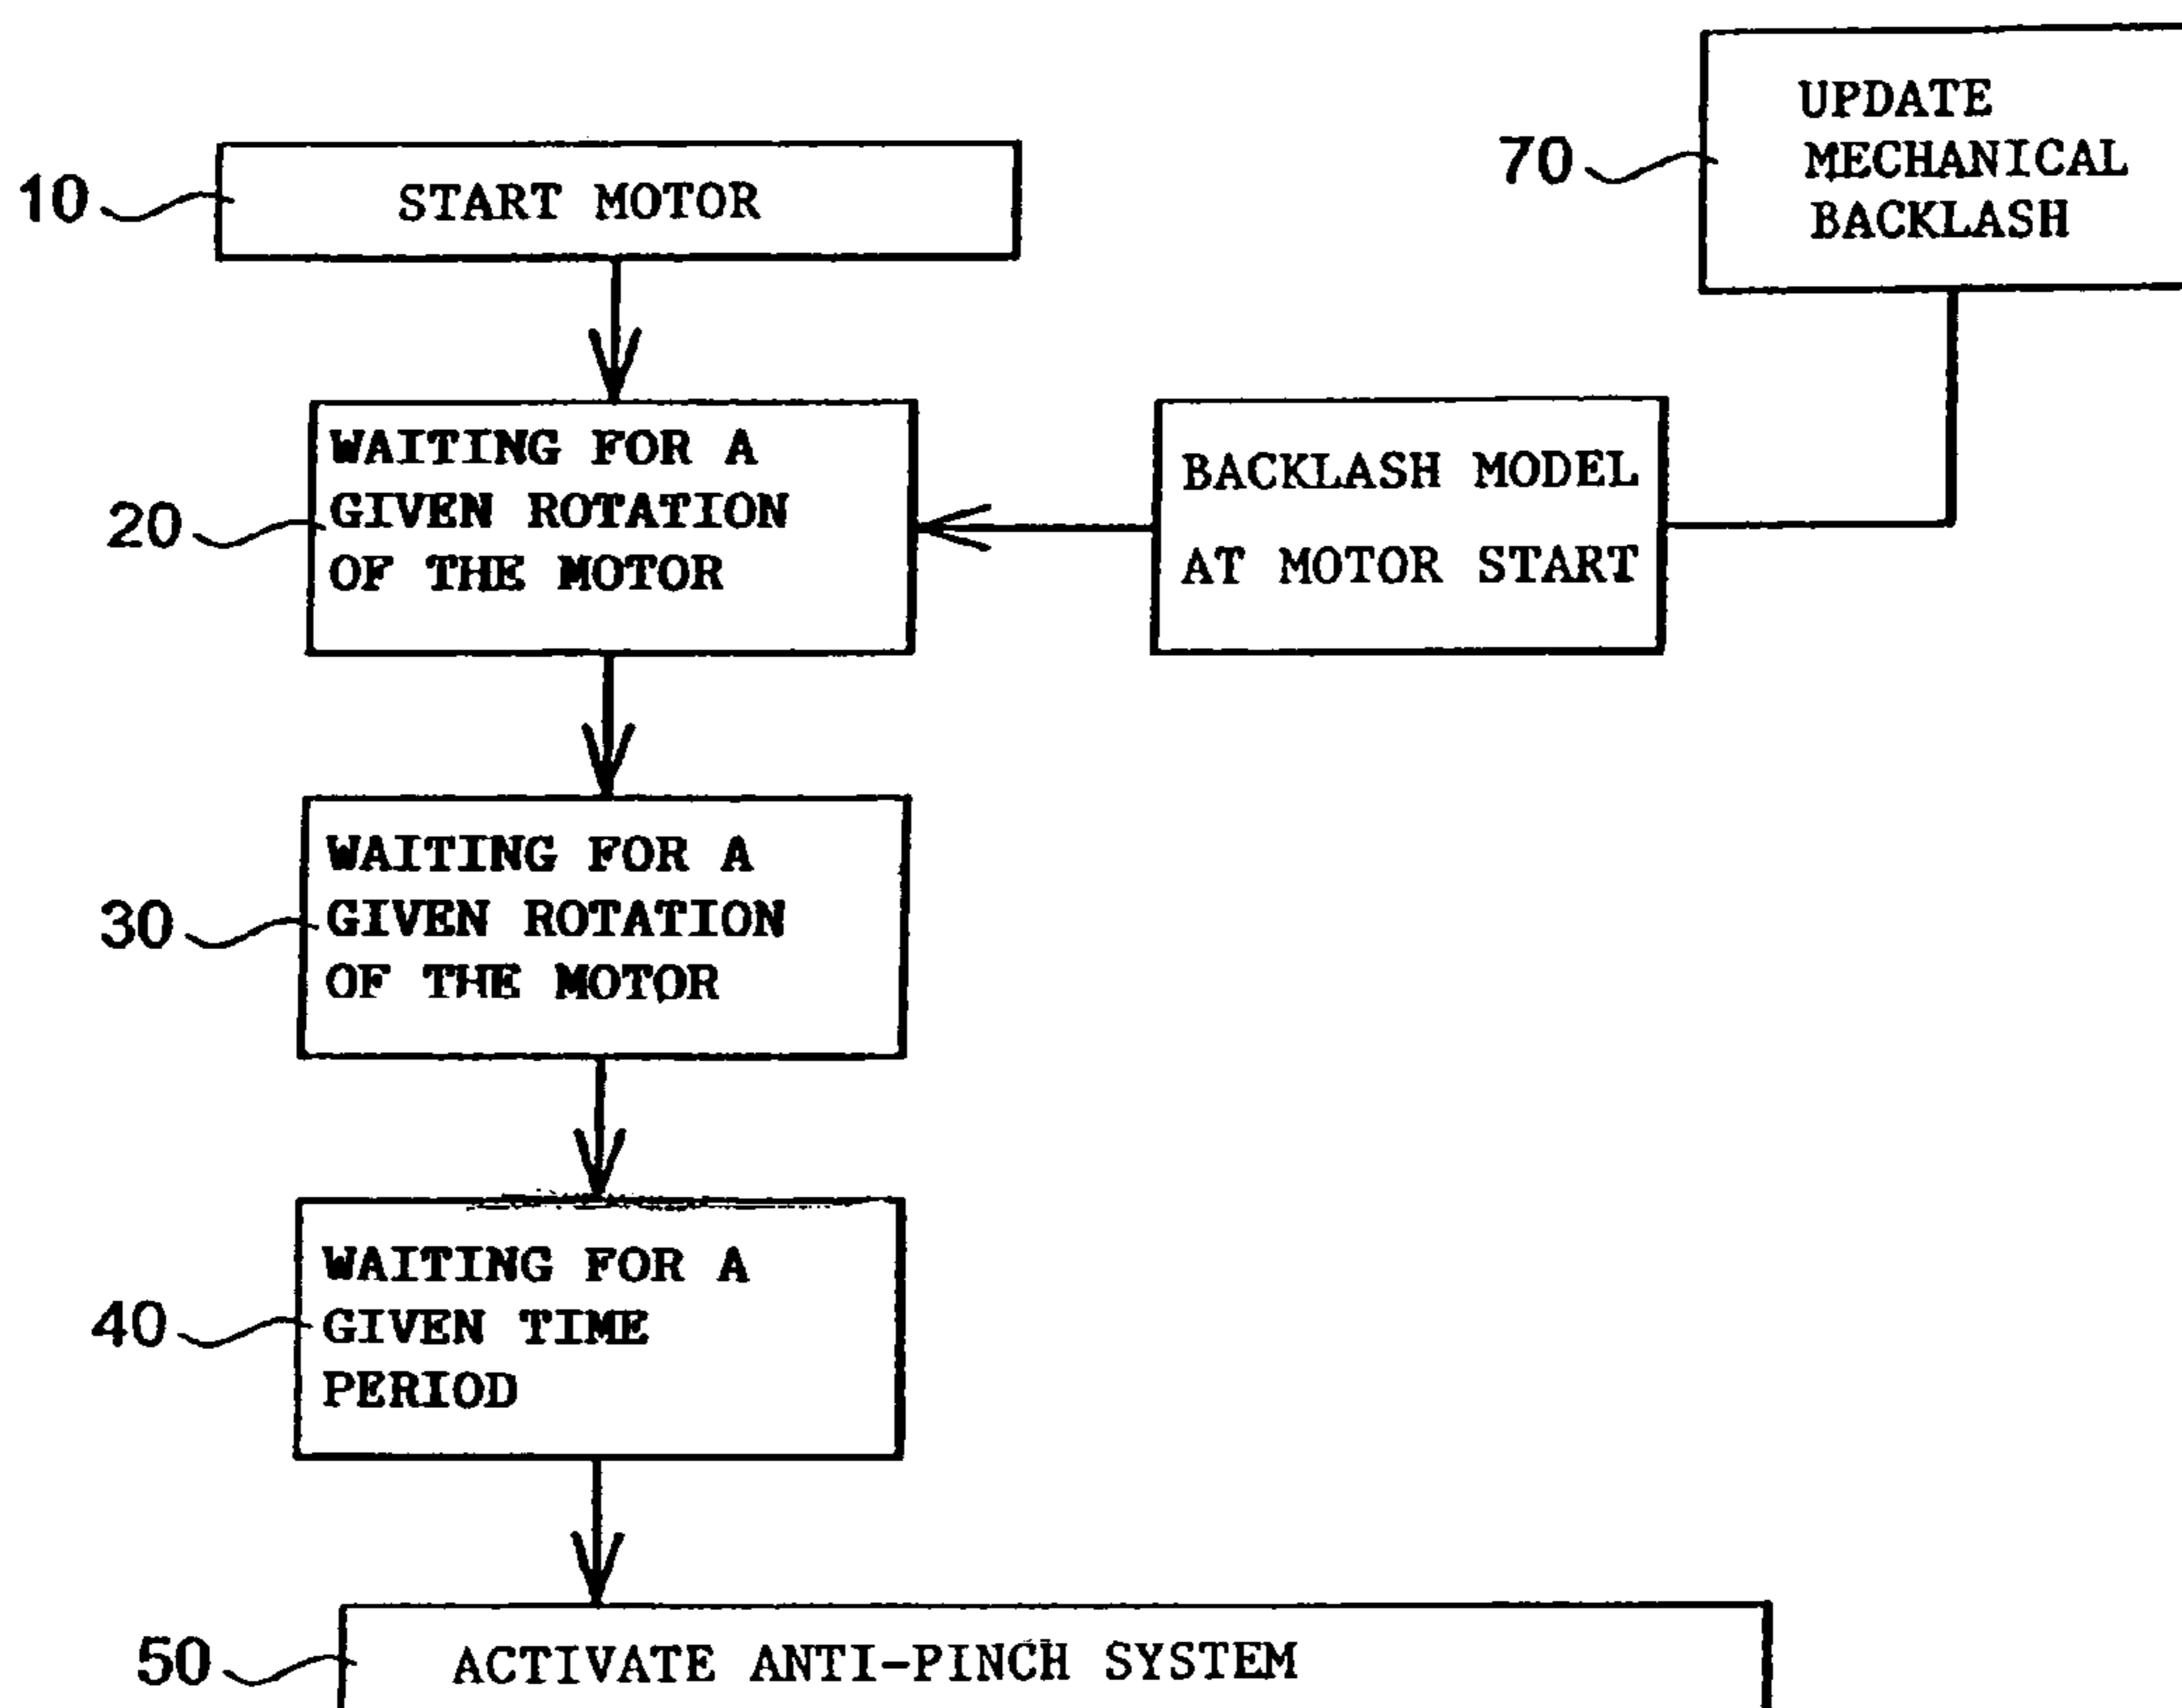 10
START MOTOR
70
UPDATE
MECHANICAL
BACKLASH
20
WAITING FOR A
GIVEN ROTATION
OF THE MOTOR
BACKLASH MODEL
AT MOTOR START
30
WAITING FOR A
GIVEN ROTATION
OF THE MOTOR
40
WAITING FOR A
GIVEN TIME
PERIOD
50
ACTIVATE ANTI-PINCH SYSTEM